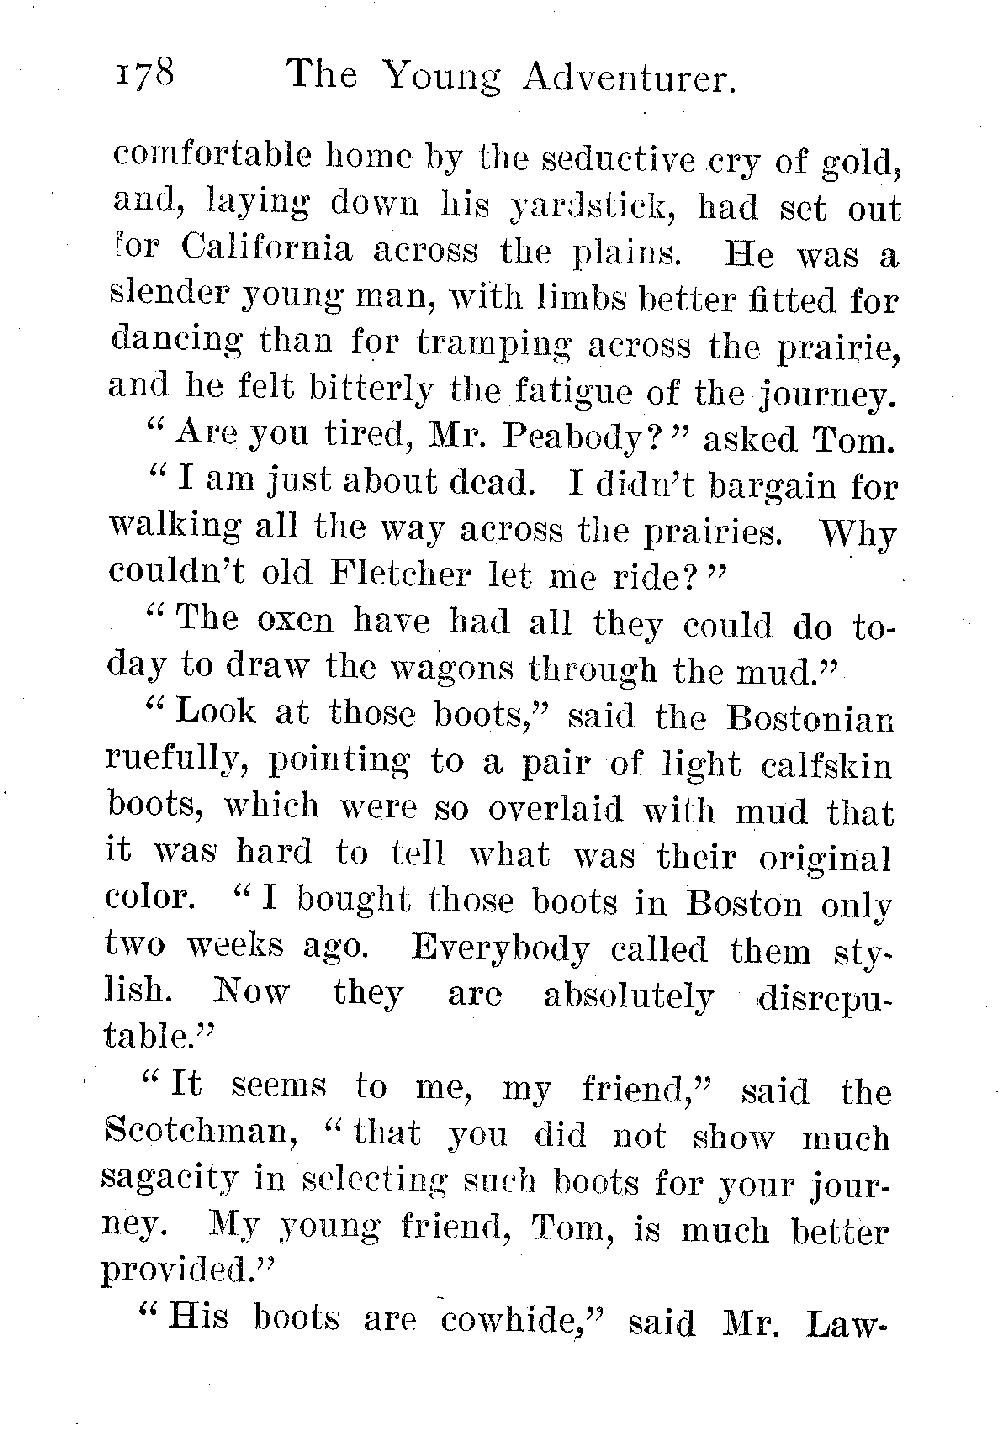 178 The Young Adventurer.
comfortable home by the seductive cry of gold,
and, laying down his yardstick, had set out
for California across the plains. He was a
slender young man, with limbs better fitted for
dancing than for tramping across the prairie,
and he felt bitterly the fatigue of the journey.
“Are you tired, Mr. Peabody?” asked Tom.
“I am just about dead. I didn’t bargain for
walking all the way across the prairies. Why
couldn’t old Fletcher let me ride?”
“The oxen have had all they could do to-
day to draw the wagons through the mud.”
“Look at those boots,” said the Bostonian
ruefully, pointing to a pair of light calfskin
boots, which were so overlaid with mud that
it was hard to tell what was their original
color. “I bought those boots in Boston only
two weeks ago. Everybody called them sty-
lish. Now they are absolutely disrepu-
table.”
“It seems to me, my friend,” said the
Scotchman, “that you did not show much
sagacity in selecting such boots for your jour-
ney. My young friend, Tom, is much better
provided.”
“His boots are cowhide,” said Mr. Law-